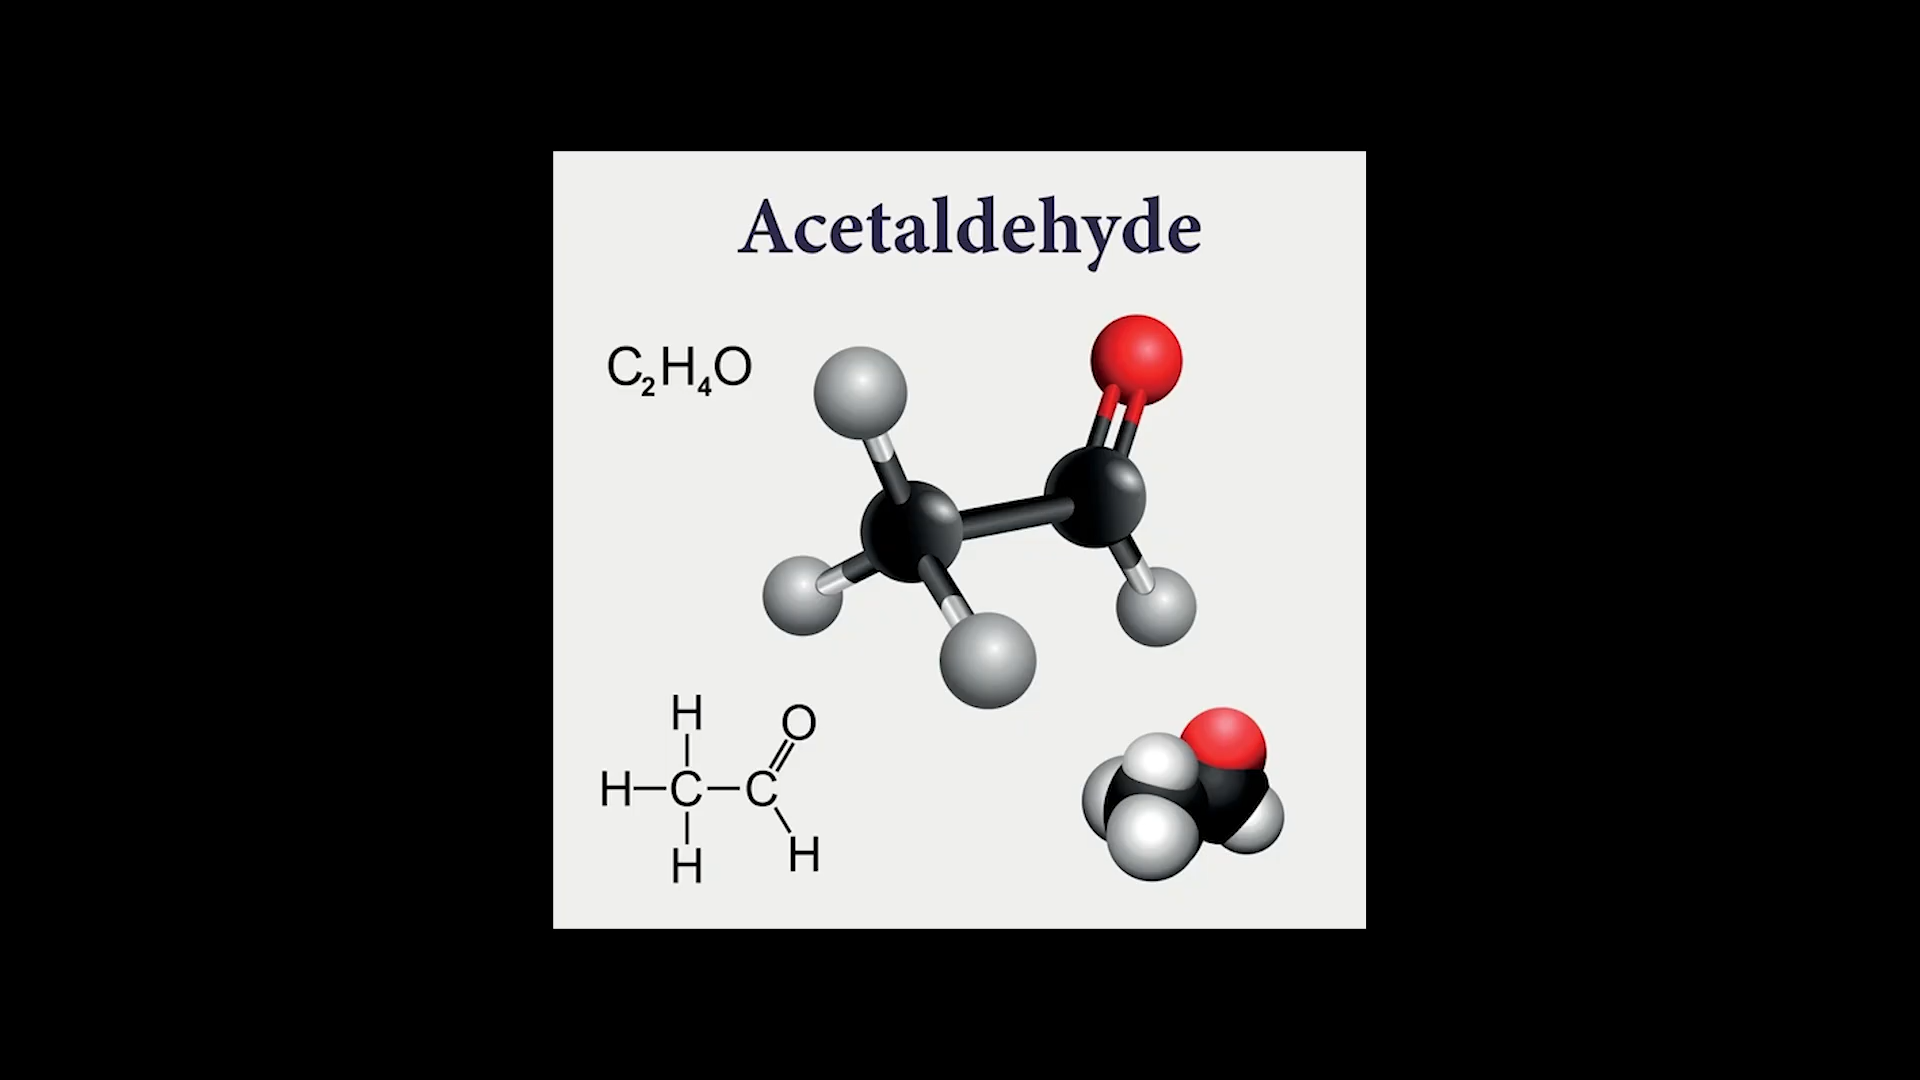 Acetaldehyde
C₂H₄O
H O
H—C—C
H H